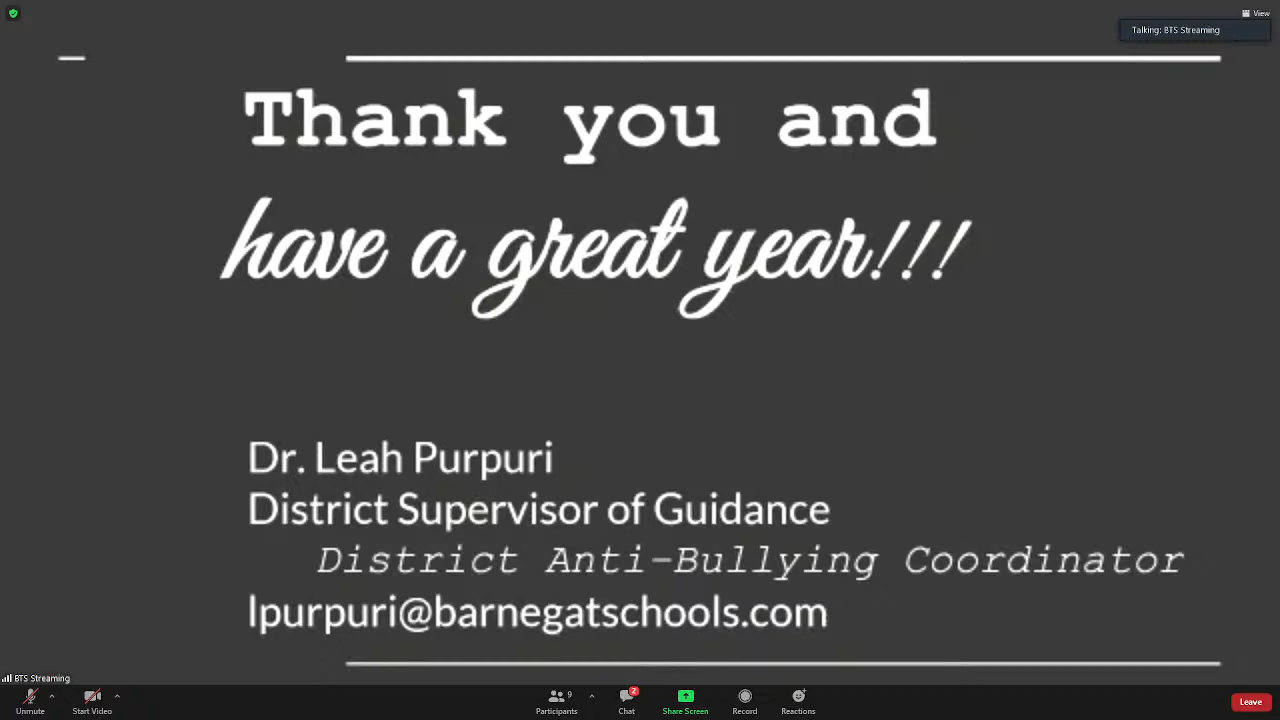 View
Talking: BTS Streaming
Thank you and
have a great year!!!
Dr. Leah Purpuri
District Supervisor of Guidance
District Anti-Bullying Coordinator
lpurpuri@barnegatschools.com
BTS Streaming
Unmute
Start Video
Participants
9
Chat
2
Share Screen
Record
Reactions
Leave